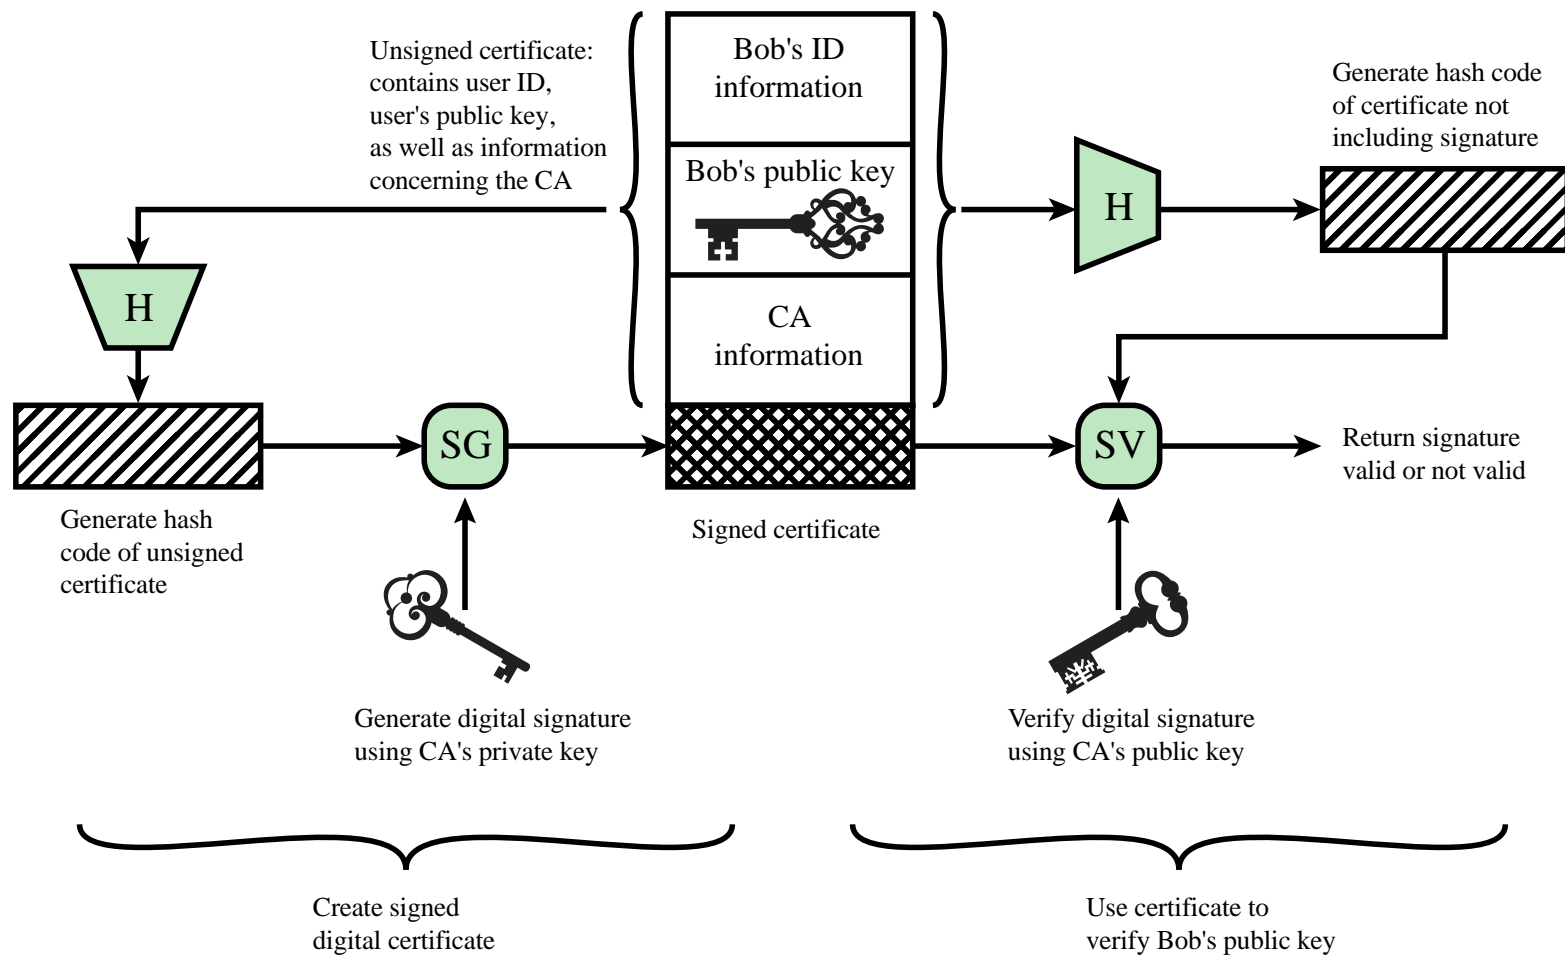 Unsigned certificate:
contains user ID,
user's public key,
as well as information
concerning the CA
Bob's ID
information
Bob's public key
CA
information
Generate hash code
of certificate not
including signature
H
H
SG
SV
Return signature
valid or not valid
Generate hash
code of unsigned
certificate
Signed certificate
Generate digital signature
using CA's private key
Verify digital signature
using CA's public key
Create signed
digital certificate
Use certificate to
verify Bob's public key